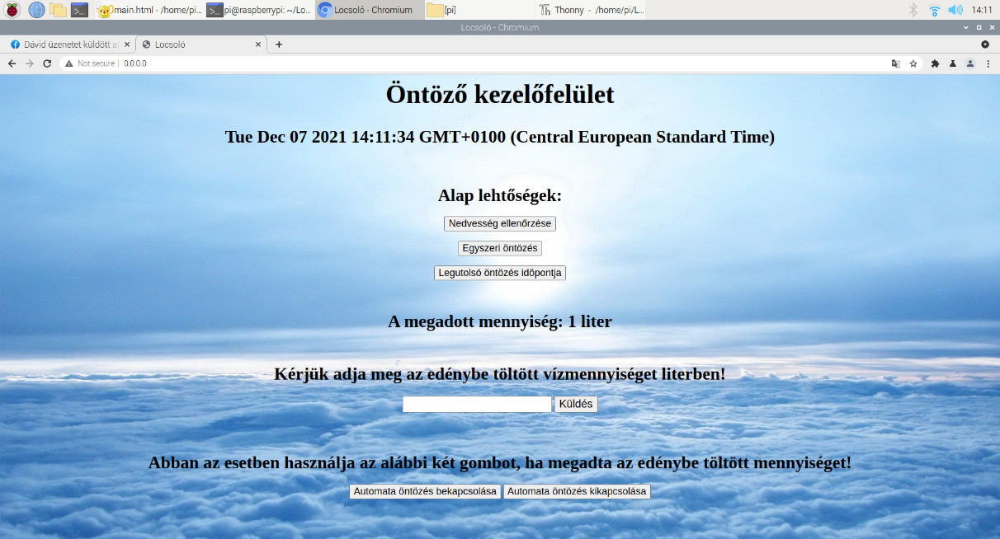 main.html - /home/pi...
pi@raspberrypi: ~/Lo...
Locsoló - Chromium
[pi]
Thonny - /home/pi/L...
14:11
Locsoló - Chromium
Dávid üzenetet küldött a
Locsoló
Not secure | 0.0.0.0
Öntöző kezelőfelület
Tue Dec 07 2021 14:11:34 GMT+0100 (Central European Standard Time)
Alap lehtőségek:
Nedvesség ellenőrzése
Egyszeri öntözés
Legutolsó öntözés idöpontja
A megadott mennyiség: 1 liter
Kérjük adja meg az edénybe töltött vízmennyiséget literben!
Küldés
Abban az esetben használja az alábbi két gombot, ha megadta az edénybe töltött mennyiséget!
Automata öntözés bekapcsolása
Automata öntözés kikapcsolása